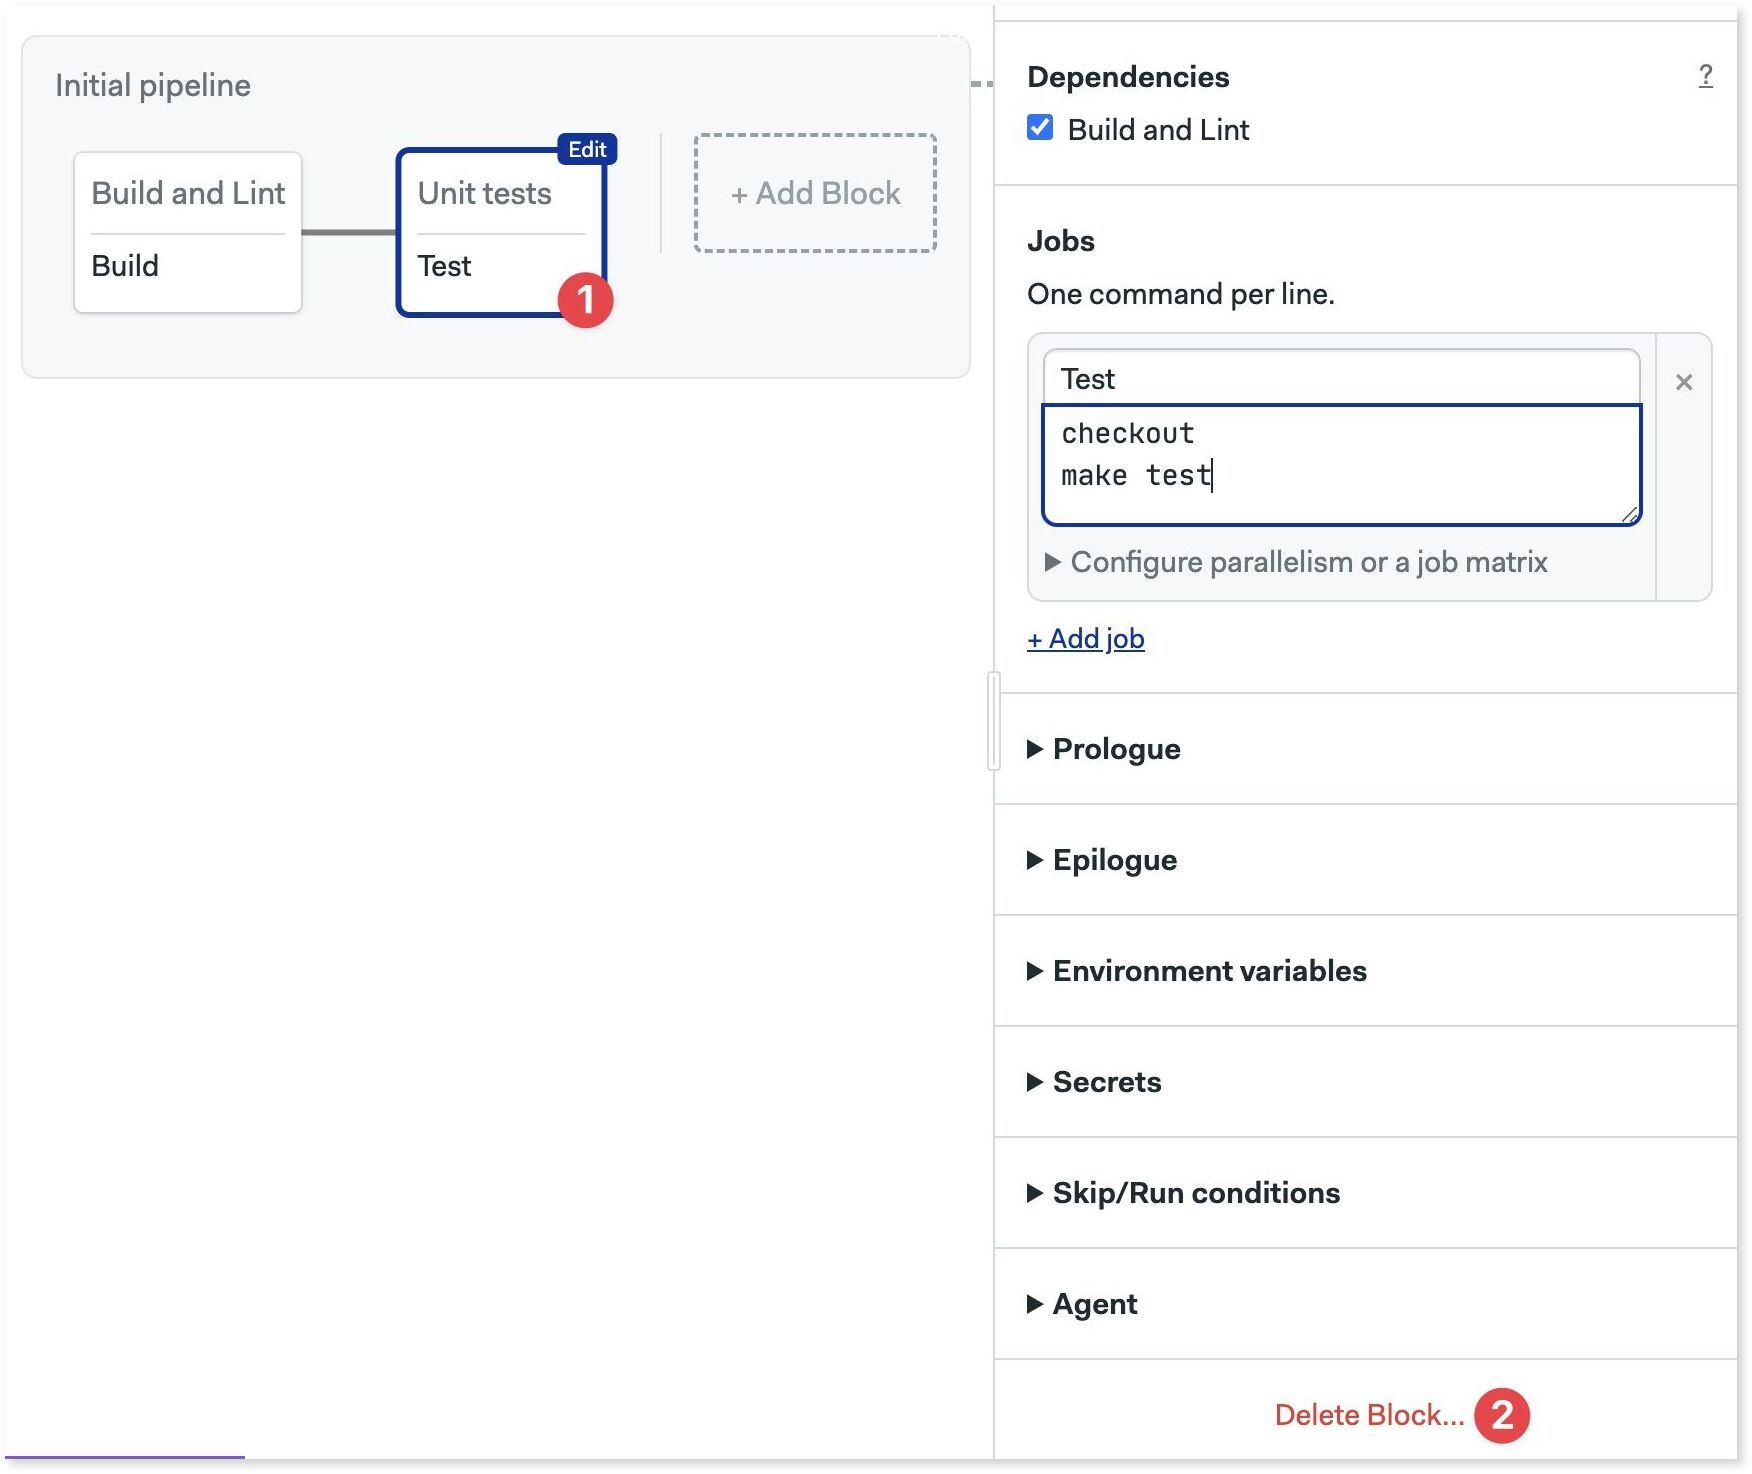 Initial pipeline
Build and Lint
Build
Edit
Unit tests
Test
1
+ Add Block
Dependencies
?
Build and Lint
Jobs
One command per line.
Test
×
checkout
make test
Configure parallelism or a job matrix
+ Add job
Prologue
Epilogue
Environment variables
Secrets
Skip/Run conditions
Agent
Delete Block... 2